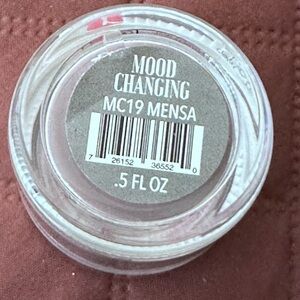 MOOD
CHANGING
MC19 MENSA
7 26152 36552 0
.5 FL OZ